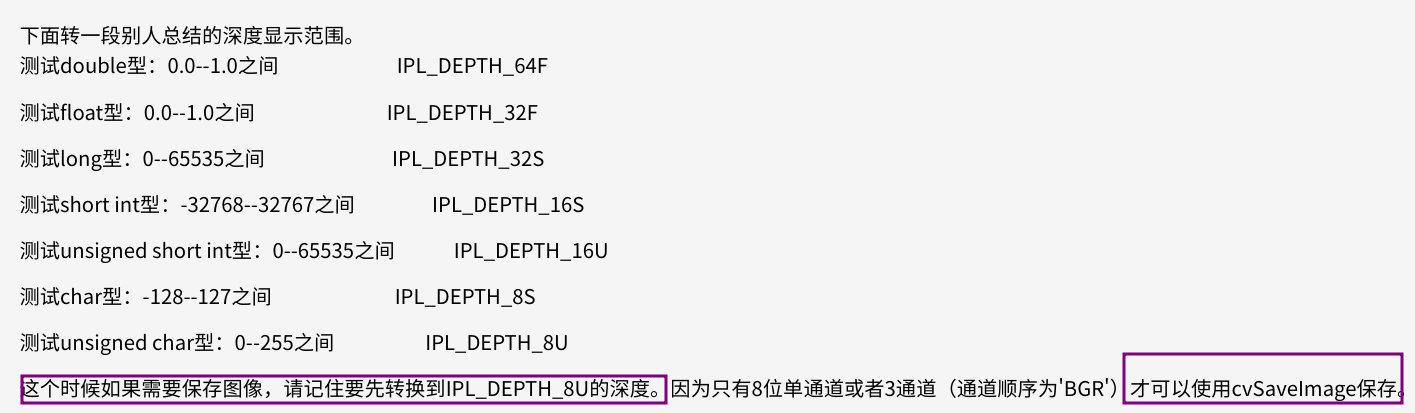 下面转一段别人总结的深度显示范围。
测试double型：0.0--1.0之间 IPL_DEPTH_64F
测试float型：0.0--1.0之间 IPL_DEPTH_32F
测试long型：0--65535之间 IPL_DEPTH_32S
测试short int型：-32768--32767之间 IPL_DEPTH_16S
测试unsigned short int型：0--65535之间 IPL_DEPTH_16U
测试char型：-128--127之间 IPL_DEPTH_8S
测试unsigned char型：0--255之间 IPL_DEPTH_8U
这个时候如果需要保存图像，请记住要先转换到IPL_DEPTH_8U的深度。因为只有8位单通道或者3通道（通道顺序为'BGR'）才可以使用cvSaveImage保存。